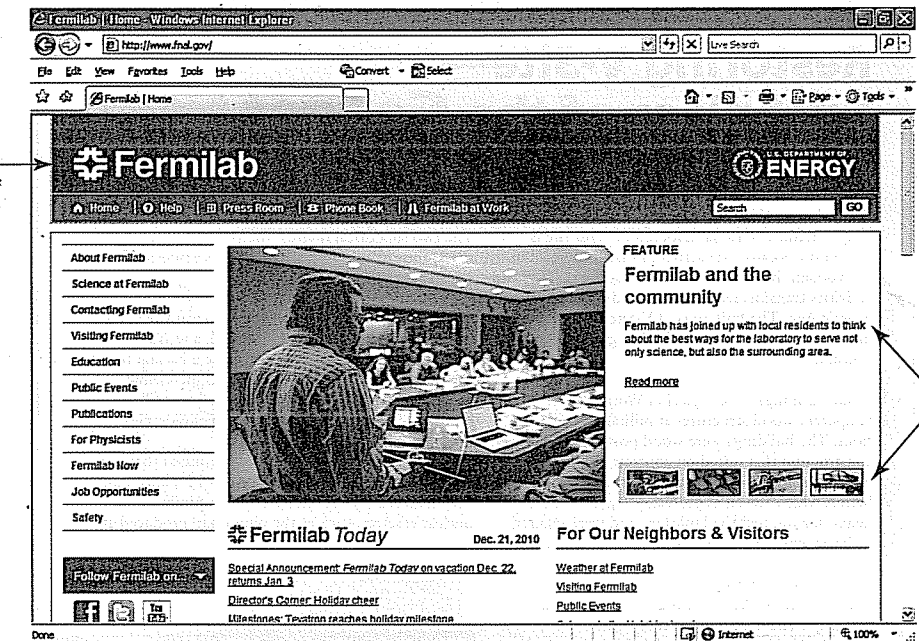 Fermilab | Home - Windows Internet Explorer
http://www.fnal.gov/
Live Search
File Edit View Favorites Tools Help
Convert
Select
Fermilab | Home
Page
Tools
Fermilab
U.S. DEPARTMENT OF
ENERGY
Home
Help
Press Room
Phone Book
Fermilab at Work
Search
GO
About Fermilab
Science at Fermilab
Contacting Fermilab
Visiting Fermilab
Education
Public Events
Publications
For Physicists
Fermilab Now
Job Opportunities
Safety
Follow Fermilab on...
f
You
FEATURE
Fermilab and the
community
Fermilab has joined up with local residents to think
about the best ways for the laboratory to serve not
only science, but also the surrounding area.
Read more
Fermilab Today
Dec. 21, 2010
Special Announcement: Fermilab Today on vacation Dec. 22,
returns Jan. 3
Director's Corner: Holiday cheer
Milestones: Tevatron reaches holiday milestone
For Our Neighbors & Visitors
Weather at Fermilab
Visiting Fermilab
Public Events
Done
Internet
100%